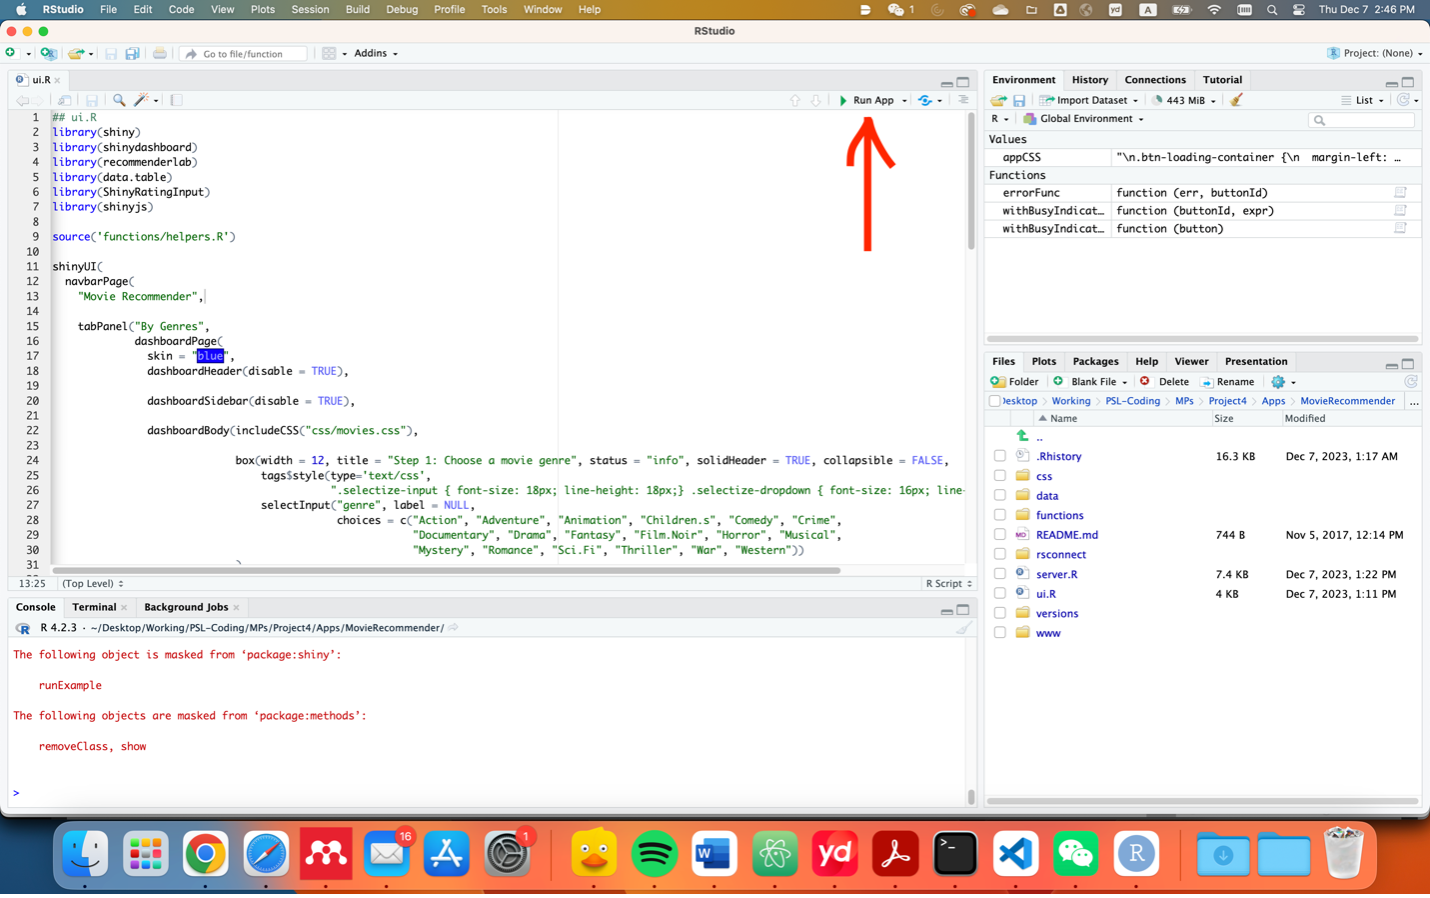 RStudio File Edit Code View Plots Session Build Debug Profile Tools Window Help 1 yd A Thu Dec 7 2:46 PM
RStudio
Go to file/function Addins Project: (None)
ui.R
Run App
1 ## ui.R
2 library(shiny)
3 library(shinydashboard)
4 library(recommenderlab)
5 library(data.table)
6 library(ShinyRatingInput)
7 library(shinyjs)
8
9 source('functions/helpers.R')
10
11 shinyUI(
12 navbarPage(
13 "Movie Recommender",
14
15 tabPanel("By Genres",
16 dashboardPage(
17 skin = "blue",
18 dashboardHeader(disable = TRUE),
19
20 dashboardSidebar(disable = TRUE),
21
22 dashboardBody(includeCSS("css/movies.css"),
23
24 box(width = 12, title = "Step 1: Choose a movie genre", status = "info", solidHeader = TRUE, collapsible = FALSE,
25 tags$style(type='text/css',
26 ".selectize-input { font-size: 18px; line-height: 18px;} .selectize-dropdown { font-size: 16px; line-
27 selectInput("genre", label = NULL,
28 choices = c("Action", "Adventure", "Animation", "Children.s", "Comedy", "Crime",
29 "Documentary", "Drama", "Fantasy", "Film.Noir", "Horror", "Musical",
30 "Mystery", "Romance", "Sci.Fi", "Thriller", "War", "Western"))
31
13:25 (Top Level) R Script
Console Terminal Background Jobs
R 4.2.3 · ~/Desktop/Working/PSL-Coding/MPs/Project4/Apps/MovieRecommender/
The following object is masked from ‘package:shiny’:
runExample
The following objects are masked from ‘package:methods’:
removeClass, show
>
Environment History Connections Tutorial
Import Dataset 443 MiB List
R Global Environment
Values
appCSS "\n.btn-loading-container {\n margin-left: …
Functions
errorFunc function (err, buttonId)
withBusyIndicat… function (buttonId, expr)
withBusyIndicat… function (button)
Files Plots Packages Help Viewer Presentation
Folder Blank File Delete Rename
Desktop Working PSL-Coding MPs Project4 Apps MovieRecommender ...
Name Size Modified
..
.Rhistory 16.3 KB Dec 7, 2023, 1:17 AM
css
data
functions
README.md 744 B Nov 5, 2017, 12:14 PM
rsconnect
server.R 7.4 KB Dec 7, 2023, 1:22 PM
ui.R 4 KB Dec 7, 2023, 1:11 PM
versions
www
16 1 W yd >_ R